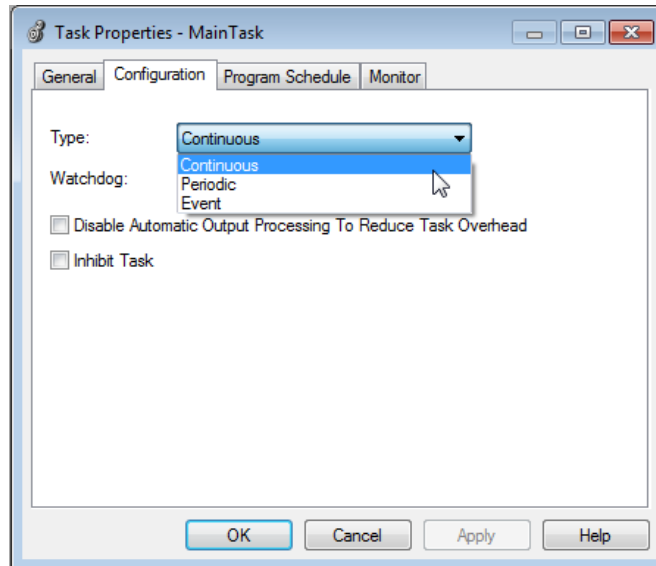 Task Properties - MainTask
General Configuration Program Schedule Monitor
Type: Continuous
Continuous
Watchdog:
Periodic
Event
Disable Automatic Output Processing To Reduce Task Overhead
Inhibit Task
OK Cancel Apply Help